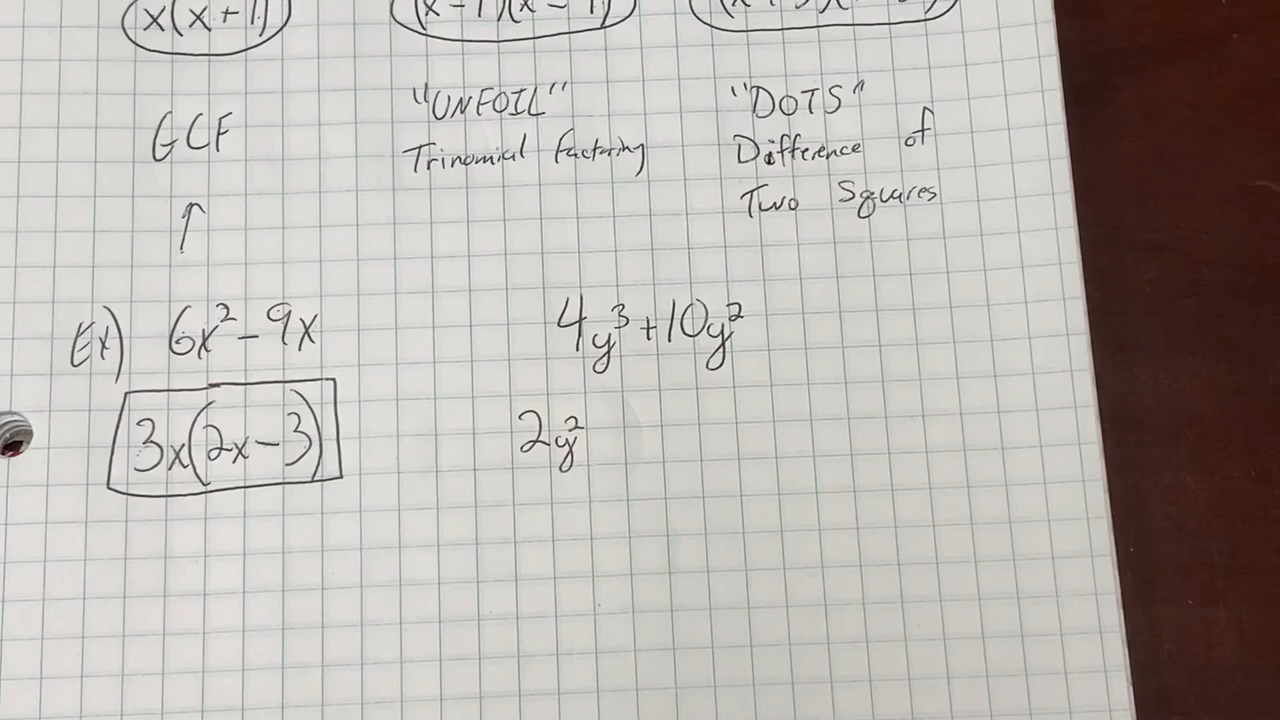 x(x+1)
GCF
"UNFOIL"
Trinomial factoring
"DOTS"
Difference of
Two Squares
↑
Ex) 6x² - 9x
3x(2x-3)
4y³ + 10y²
2y²